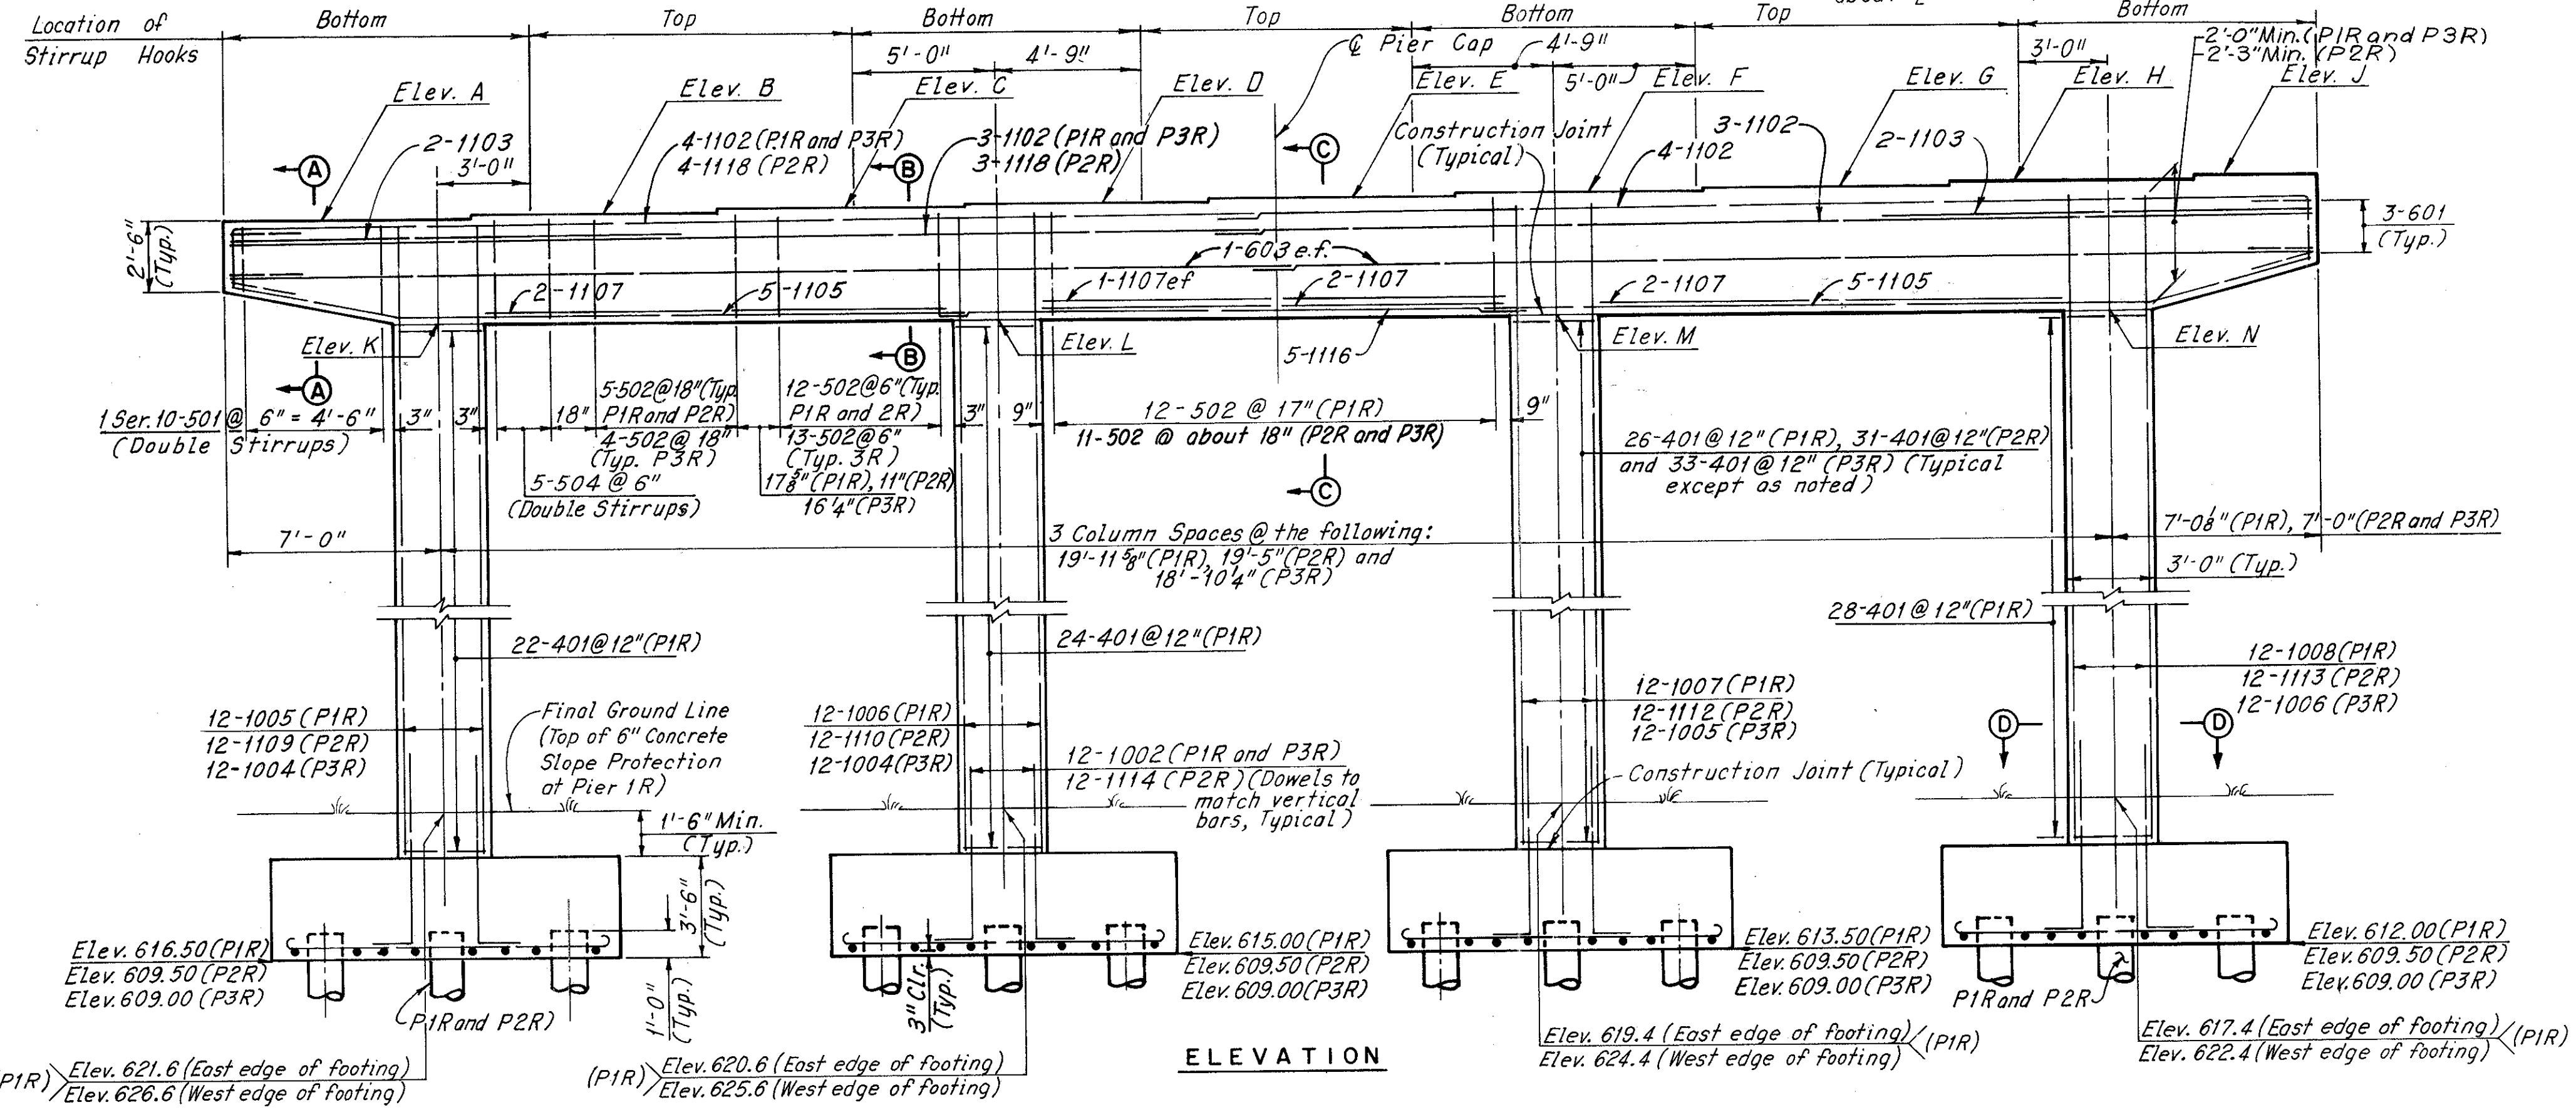 Location of
Stirrup Hooks
Bottom
Top
Bottom
Top
Bottom
Top
Bottom
about ℄
5'-0"
4'-9"
℄ Pier Cap
4'-9"
5'-0"
3'-0"
2'-0"Min.(P1R and P3R)
2'-3"Min. (P2R)
Elev. A
Elev. B
Elev. C
Elev. D
Elev. E
Elev. F
Elev. G
Elev. H
Elev. J
2-1103
3'-0"
4-1102 (P1R and P3R)
4-1118 (P2R)
3-1102 (P1R and P3R)
3-1118 (P2R)
Construction Joint
(Typical)
3-1102
4-1102
2-1103
A
B
C
2'-6"
(Typ.)
3-601
(Typ.)
1-603 e.f.
2-1107
5-1105
1-1107ef
2-1107
2-1107
5-1105
Elev. K
Elev. L
5-1116
Elev. M
Elev. N
A
B
1 Ser. 10-501 @ 6" = 4'-6"
(Double Stirrups)
3"
3"
18"
5-502@18"(Typ.
P1R and P2R)
4-502 @ 18"
(Typ. P3R)
12-502@6"(Typ.
P1R and 2R)
13-502@6"
(Typ. 3R)
3"
9"
12-502 @ 17" (P1R)
11-502 @ about 18" (P2R and P3R)
9"
5-504 @ 6"
(Double Stirrups)
17⅝"(P1R), 11"(P2R)
16¼"(P3R)
C
26-401@12"(P1R), 31-401@12"(P2R)
and 33-401@12" (P3R) (Typical
except as noted)
7'-0"
3 Column Spaces @ the following:
19'-11⅝"(P1R), 19'-5"(P2R) and
18'-10¼"(P3R)
7'-0⅛"(P1R), 7'-0"(P2R and P3R)
3'-0" (Typ.)
22-401@12"(P1R)
24-401@12"(P1R)
28-401@12"(P1R)
12-1005 (P1R)
12-1109 (P2R)
12-1004 (P3R)
Final Ground Line
(Top of 6" Concrete
Slope Protection
at Pier 1R)
12-1006 (P1R)
12-1110 (P2R)
12-1004(P3R)
12-1002 (P1R and P3R)
12-1114 (P2R) (Dowels to
match vertical
bars, Typical)
12-1007 (P1R)
12-1112 (P2R)
12-1005 (P3R)
12-1008(P1R)
12-1113 (P2R)
12-1006 (P3R)
D
D
Construction Joint (Typical)
1'-6" Min.
(Typ.)
3'-6"
(Typ.)
1'-0"
(Typ.)
3" Clr.
(Typ.)
Elev. 616.50(P1R)
Elev. 609.50 (P2R)
Elev. 609.00 (P3R)
P1R and P2R)
Elev. 615.00(P1R)
Elev. 609.50 (P2R)
Elev. 609.00(P3R)
Elev. 613.50(P1R)
Elev. 609.50 (P2R)
Elev. 609.00 (P3R)
P1R and P2R
Elev. 612.00(P1R)
Elev. 609.50 (P2R)
Elev. 609.00 (P3R)
(P1R) Elev. 621.6 (East edge of footing)
Elev. 626.6 (West edge of footing)
(P1R) Elev. 620.6 (East edge of footing)
Elev. 625.6 (West edge of footing)
ELEVATION
Elev. 619.4 (East edge of footing) (P1R)
Elev. 624.4 (West edge of footing)
Elev. 617.4 (East edge of footing) (P1R)
Elev. 622.4 (West edge of footing)